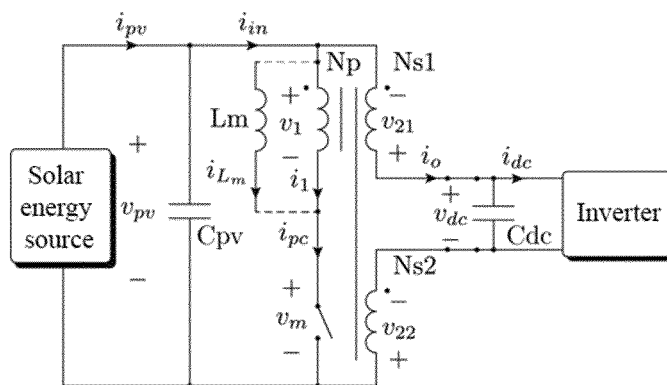 i_pv
i_in
Np
Ns1
+
−
Lm
v_1
v_21
−
+
i_Lm
i_1
i_o
i_dc
Solar
energy
source
+
v_pv
−
Cpv
i_pc
+
v_dc
−
Cdc
Inverter
Ns2
+
v_m
−
−
v_22
+